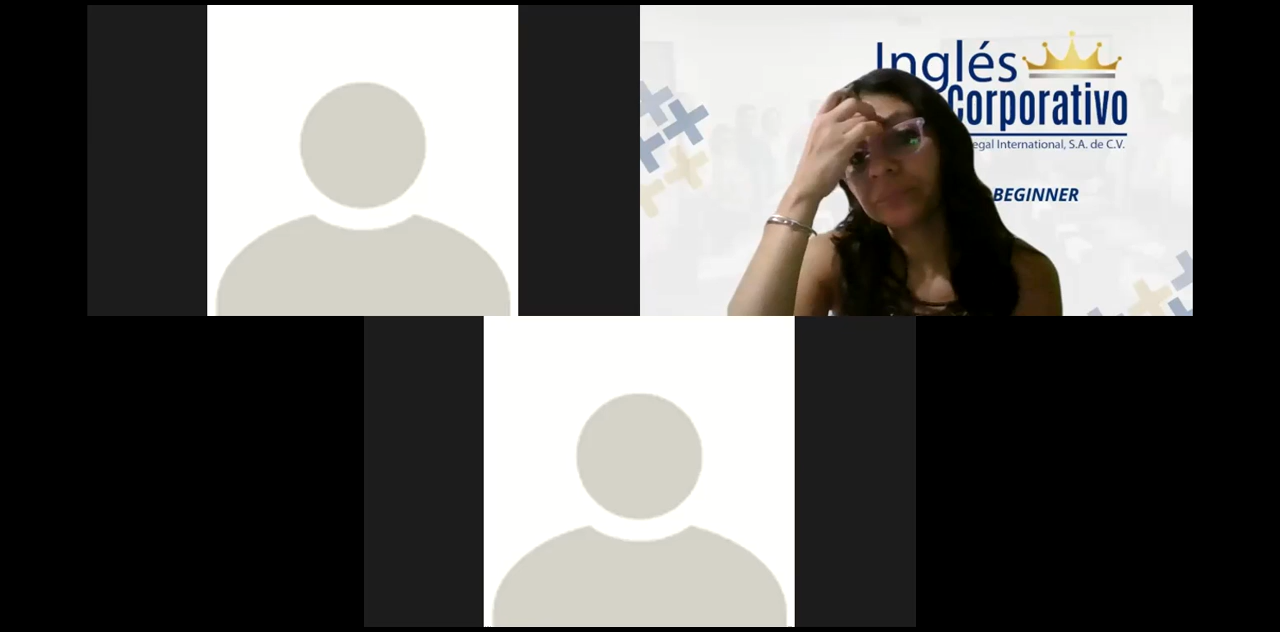 Inglés
Corporativo
egal International, S.A. de C.V.
BEGINNER